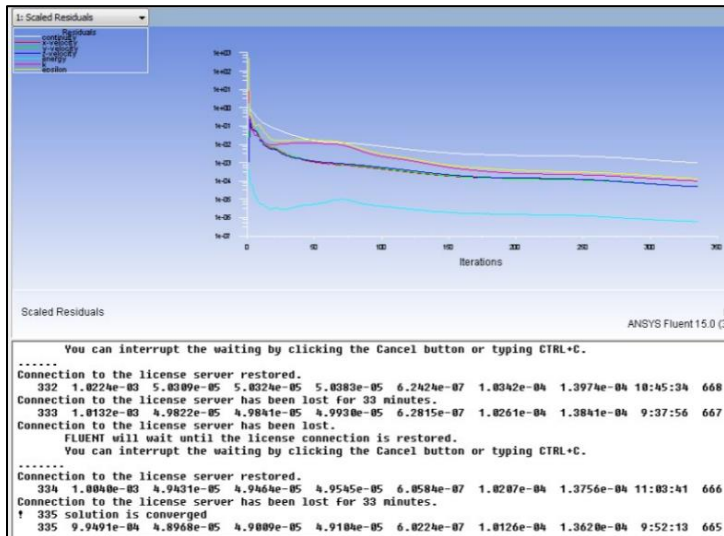 1: Scaled Residuals
Residuals
continuity
x-velocity
y-velocity
z-velocity
energy
k
epsilon
1e+03
1e+02
1e+01
1e+00
1e-01
1e-02
1e-03
1e-04
1e-05
1e-06
1e-07
0 50 100 150 200 250 300 350
Iterations
Scaled Residuals
ANSYS Fluent 15.0 (
You can interrupt the waiting by clicking the Cancel button or typing CTRL+C.
------
Connection to the license server restored.
332 1.0224e-03 5.0309e-05 5.0324e-05 5.0383e-05 6.2424e-07 1.0342e-04 1.3974e-04 10:45:34 668
Connection to the license server has been lost for 33 minutes.
333 1.0132e-03 4.9822e-05 4.9841e-05 4.9930e-05 6.2815e-07 1.0261e-04 1.3841e-04 9:37:56 667
Connection to the license server has been lost.
FLUENT will wait until the license connection is restored.
You can interrupt the waiting by clicking the Cancel button or typing CTRL+C.
-------
Connection to the license server restored.
334 1.0040e-03 4.9431e-05 4.9464e-05 4.9545e-05 6.0584e-07 1.0207e-04 1.3756e-04 11:03:41 666
Connection to the license server has been lost for 33 minutes.
! 335 solution is converged
335 9.9491e-04 4.8968e-05 4.9009e-05 4.9104e-05 6.0224e-07 1.0126e-04 1.3620e-04 9:52:13 665